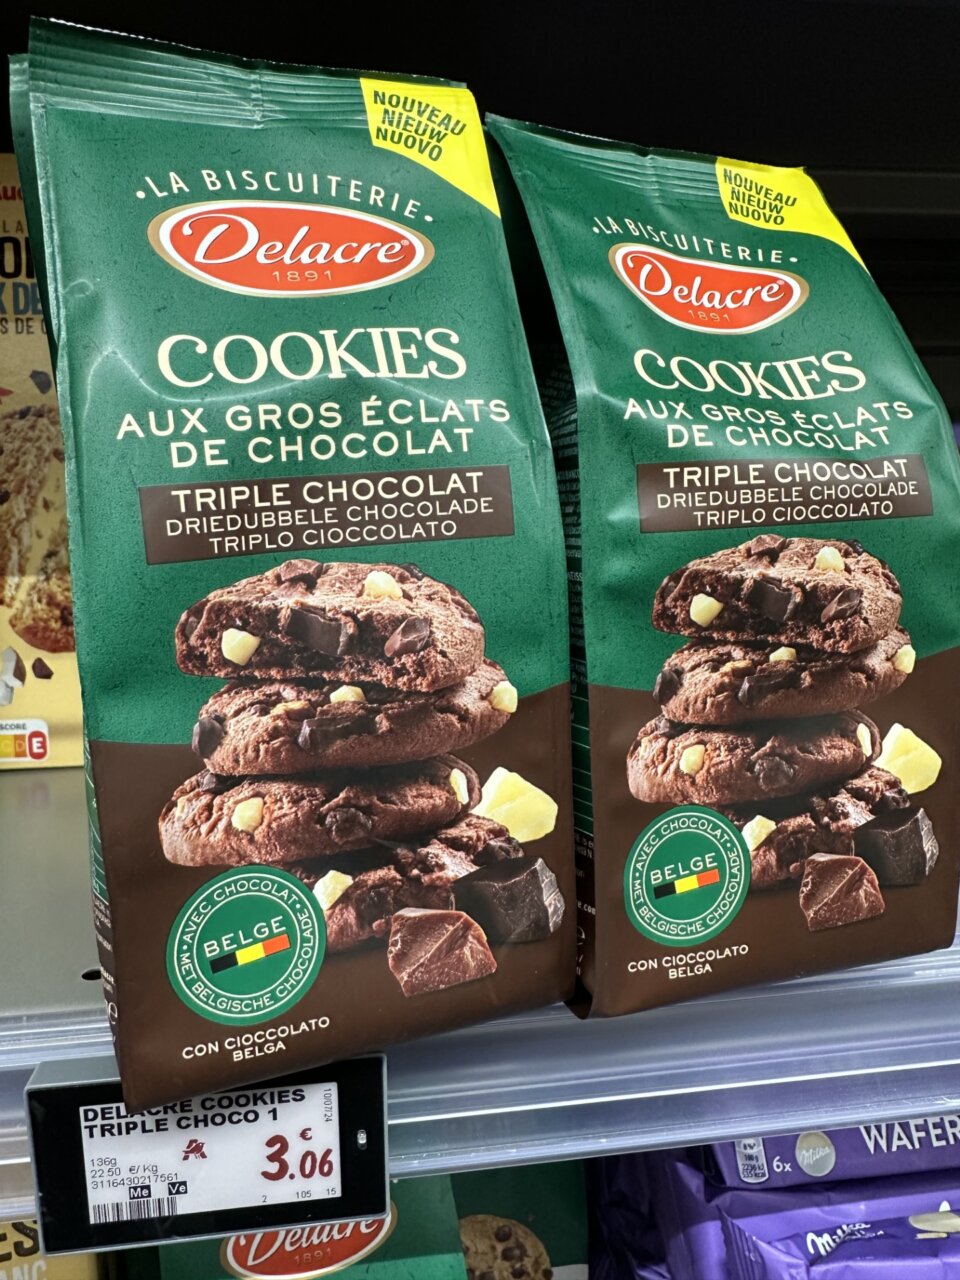 NOUVEAU
NIEUW
NUOVO
•LA BISCUITERIE•
Delacre®
1891
COOKIES
AUX GROS ÉCLATS
DE CHOCOLAT
TRIPLE CHOCOLAT
DRIEDUBBELE CHOCOLADE
TRIPLO CIOCCOLATO
•AVEC CHOCOLAT•
BELGE
MET BELGISCHE CHOCOLADE
CON CIOCCOLATO
BELGA
NOUVEAU
NIEUW
NUOVO
•LA BISCUITERIE•
Delacre®
1891
COOKIES
AUX GROS ÉCLATS
DE CHOCOLAT
TRIPLE CHOCOLAT
DRIEDUBBELE CHOCOLADE
TRIPLO CIOCCOLATO
•AVEC CHOCOLAT•
BELGE
MET BELGISCHE CHOCOLADE
CON CIOCCOLATO
BELGA
SCORE
C D E
DELACRE COOKIES
TRIPLE CHOCO 1
10/07/24
136g
22.50 €/Kg
3116430217561
Me Ve
€
3.06
2 105 15
Delacre
1891
6x
Milka
WAFER
Milka